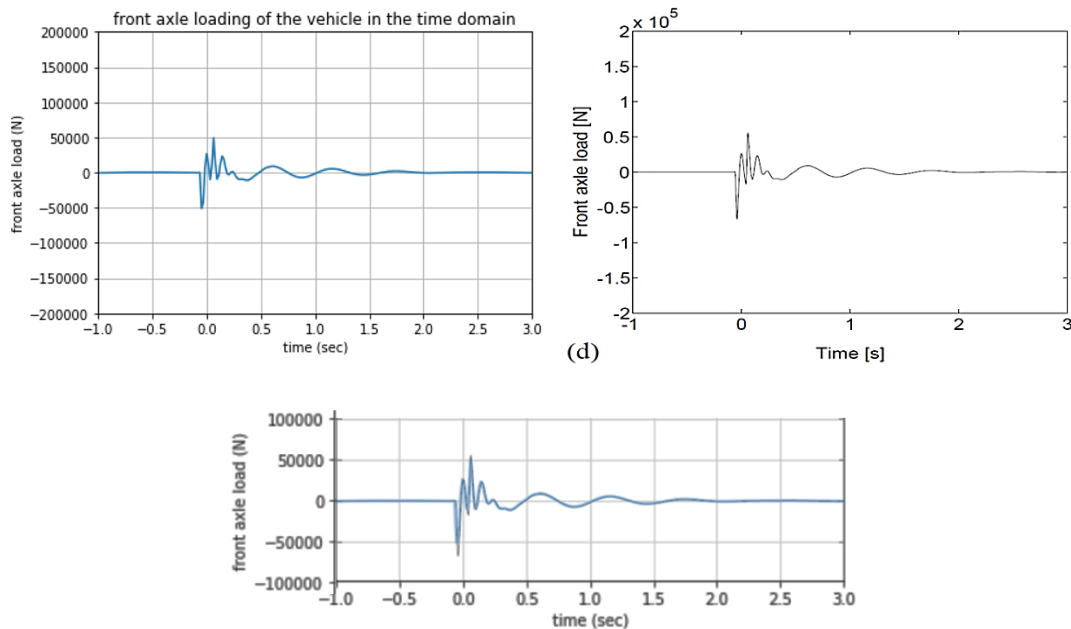 front axle loading of the vehicle in the time domain
200000
150000
100000
50000
0
−50000
−100000
−150000
−200000
front axle load (N)
−1.0 −0.5 0.0 0.5 1.0 1.5 2.0 2.5 3.0
time (sec)
(d)
2 × 10⁵
1.5
1
0.5
0
-0.5
-1
-1.5
-2
Front axle load [N]
-1 0 1 2 3
Time [s]
100000
50000
0
−50000
−100000
front axle load (N)
−1.0 −0.5 0.0 0.5 1.0 1.5 2.0 2.5 3.0
time (sec)